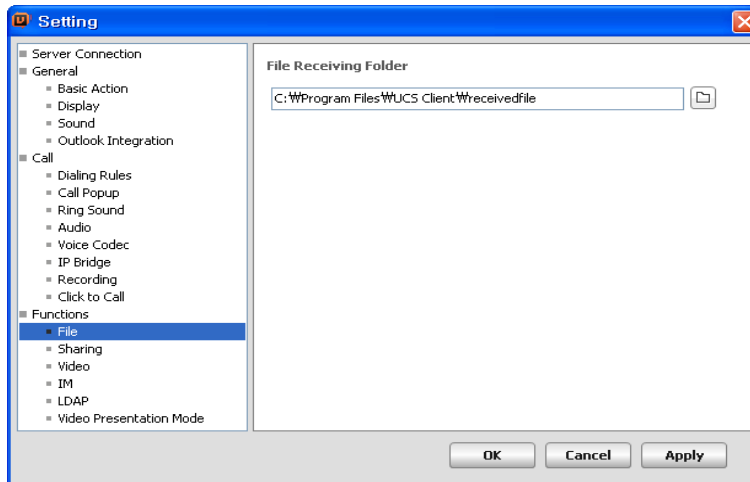 Setting
Server Connection
General
Basic Action
Display
Sound
Outlook Integration
Call
Dialing Rules
Call Popup
Ring Sound
Audio
Voice Codec
IP Bridge
Recording
Click to Call
Functions
File
Sharing
Video
IM
LDAP
Video Presentation Mode
File Receiving Folder
C:₩Program Files₩UCS Client₩receivedfile
OK Cancel Apply